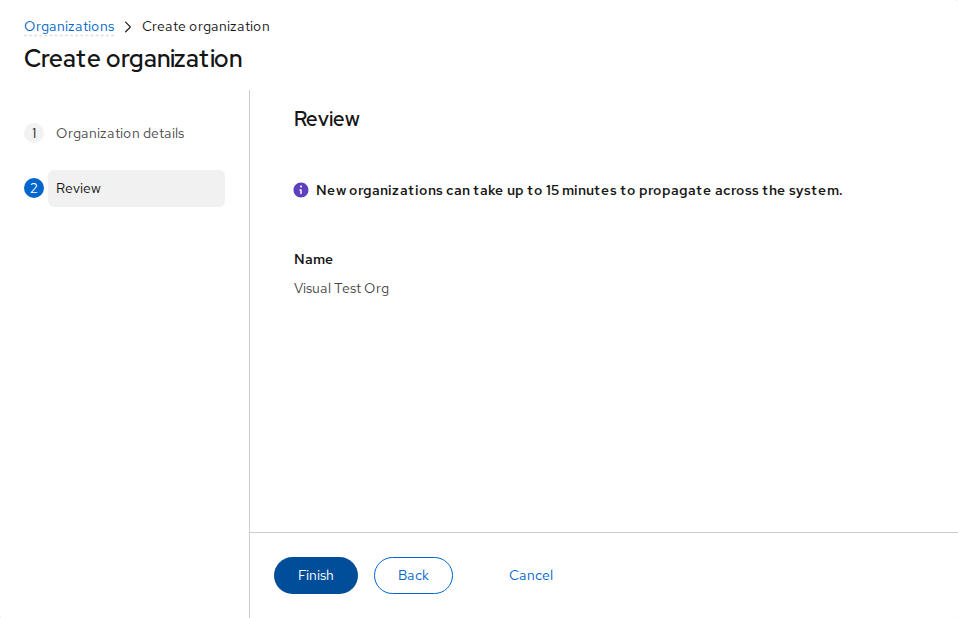 Organizations > Create organization
Create organization
1 Organization details
2 Review
Review
New organizations can take up to 15 minutes to propagate across the system.
Name
Visual Test Org
Finish Back Cancel